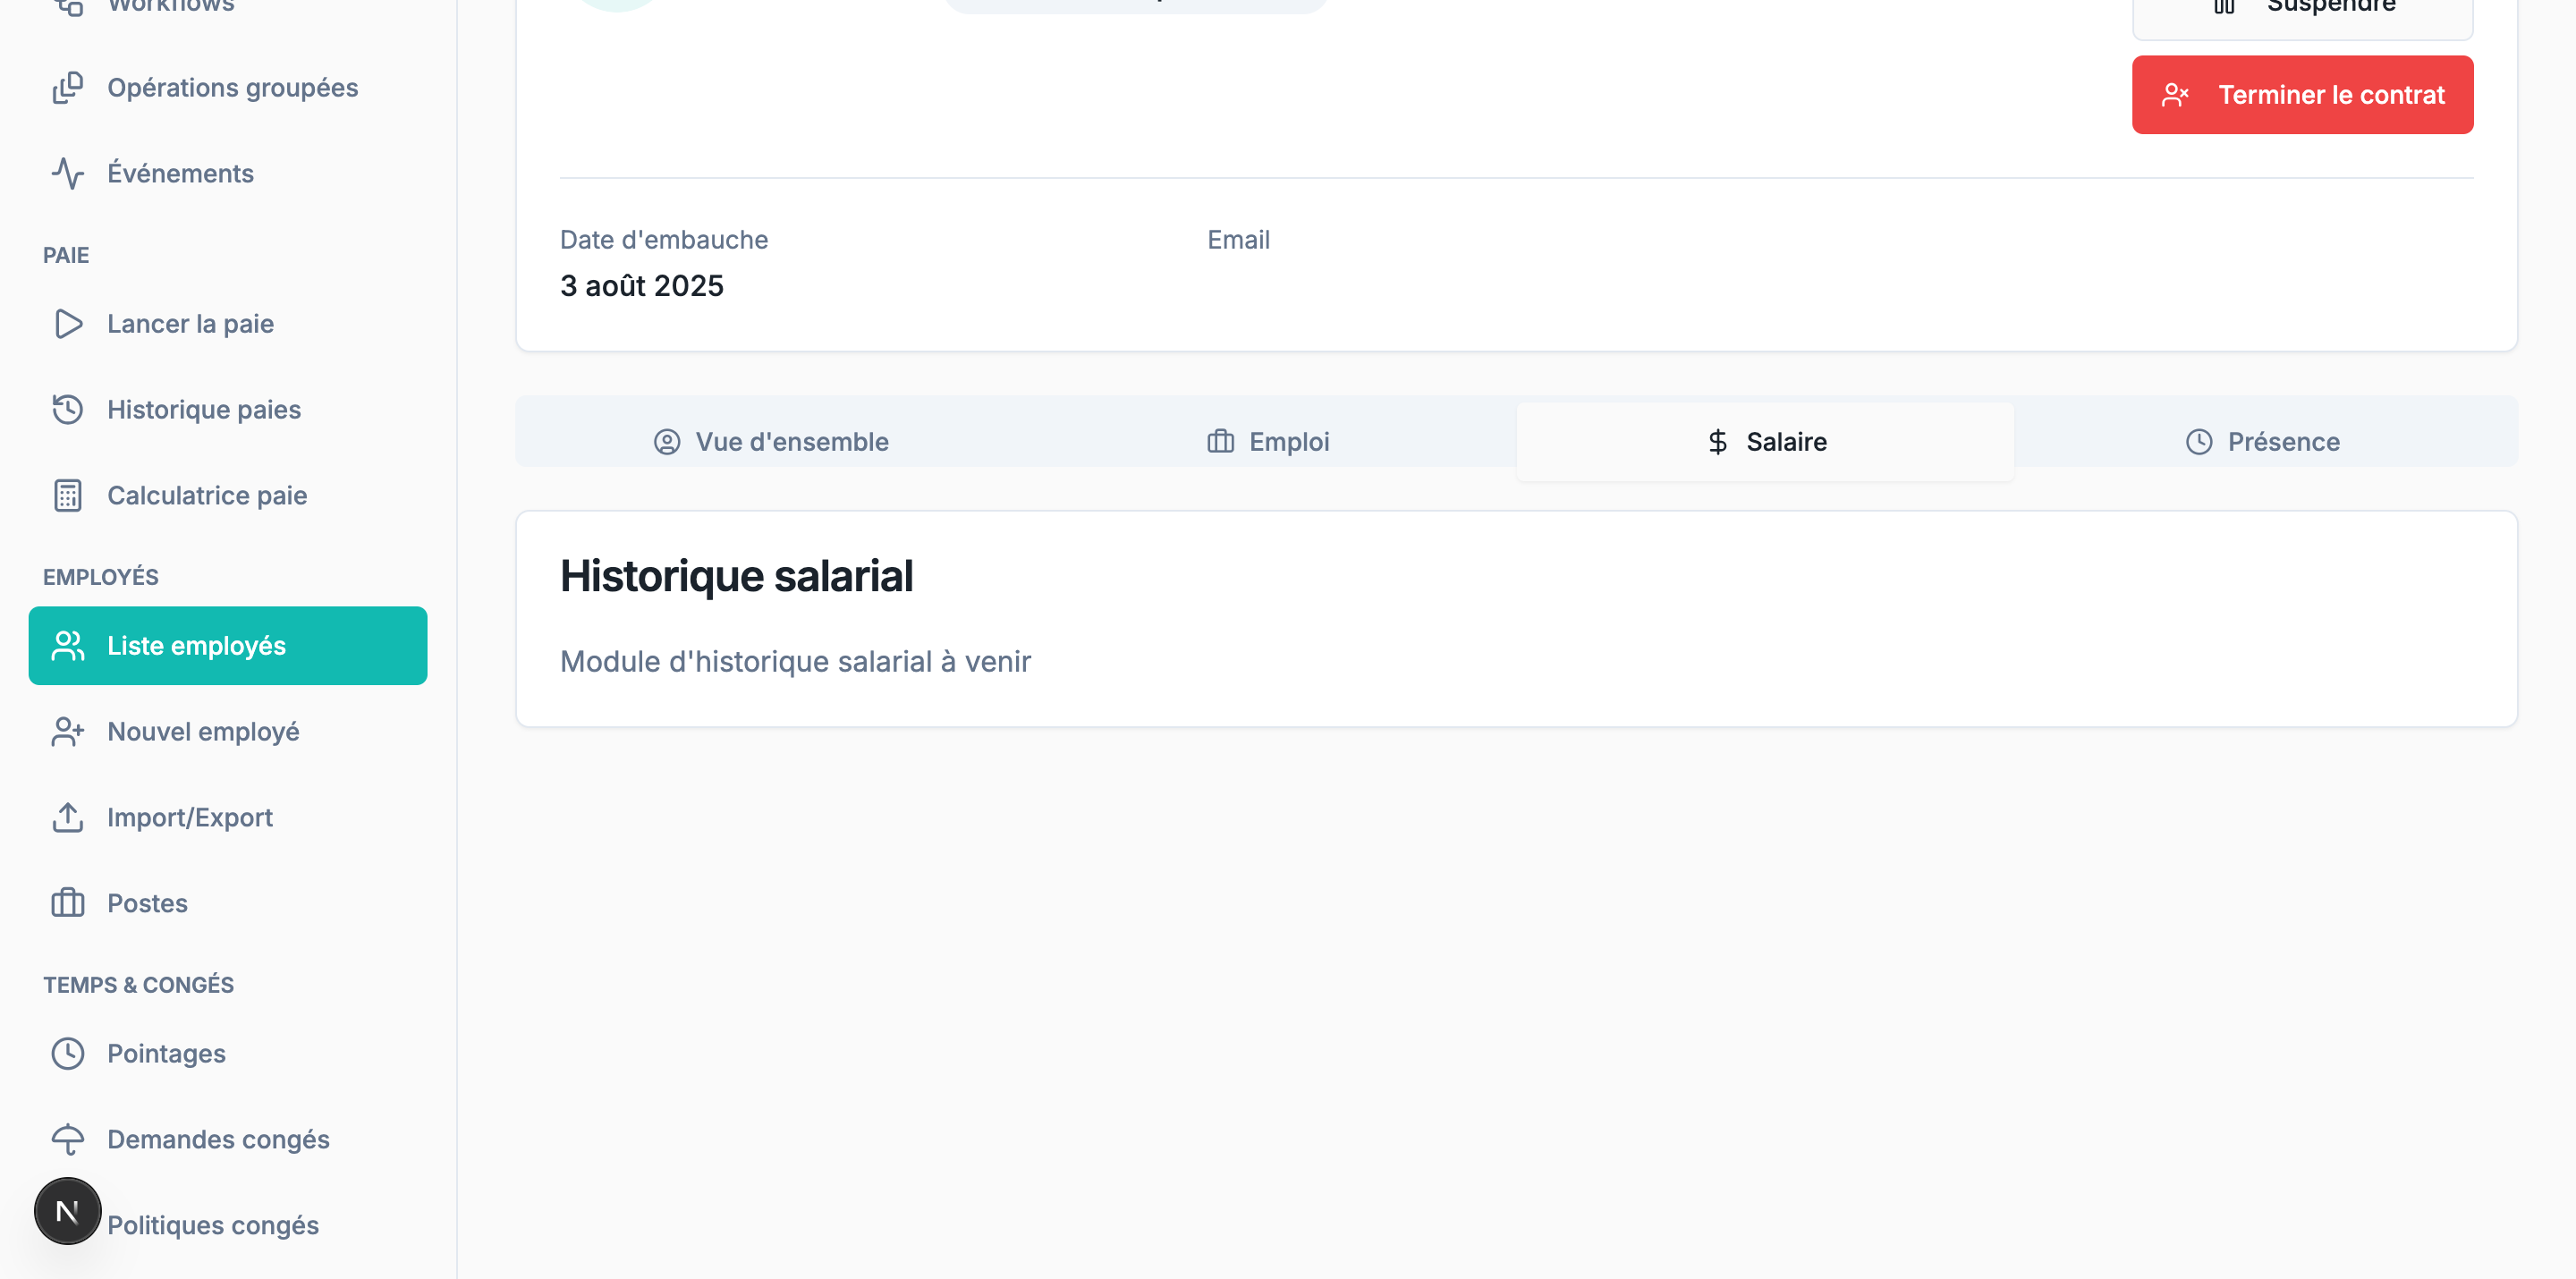 Workflows
Opérations groupées
Événements
PAIE
Lancer la paie
Historique paies
Calculatrice paie
EMPLOYÉS
Liste employés
Nouvel employé
Import/Export
Postes
TEMPS & CONGÉS
Pointages
Demandes congés
N
Politiques congés
Suspendre
Terminer le contrat
Date d'embauche
Email
3 août 2025
Vue d'ensemble
Emploi
Salaire
Présence
Historique salarial
Module d'historique salarial à venir